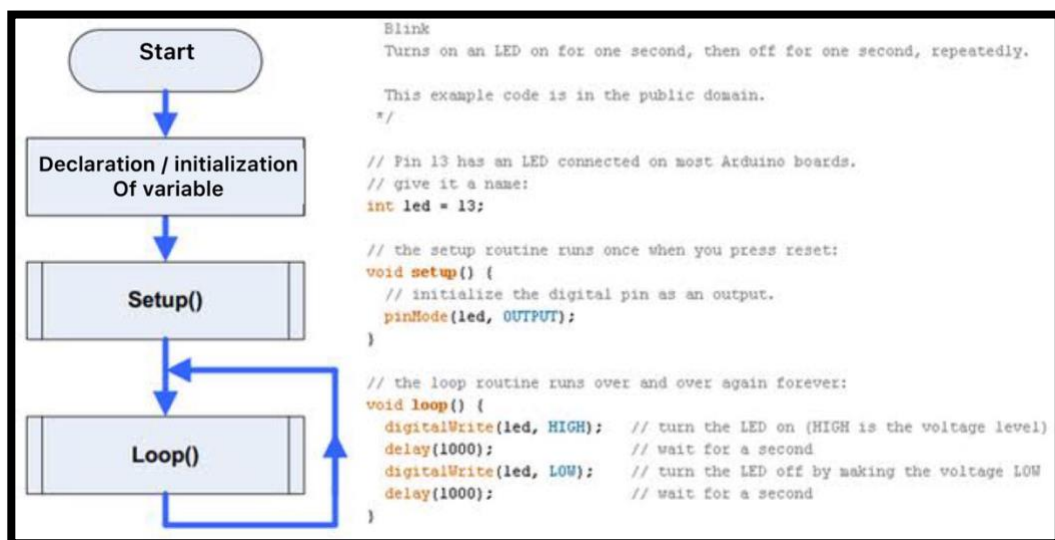 Start
Declaration / initialization
Of variable
Setup()
Loop()
Blink
Turns on an LED on for one second, then off for one second, repeatedly.
This example code is in the public domain.
*/
// Pin 13 has an LED connected on most Arduino boards.
// give it a name:
int led = 13;
// the setup routine runs once when you press reset:
void setup() {
// initialize the digital pin as an output.
pinMode(led, OUTPUT);
}
// the loop routine runs over and over again forever:
void loop() {
digitalWrite(led, HIGH); // turn the LED on (HIGH is the voltage level)
delay(1000); // wait for a second
digitalWrite(led, LOW); // turn the LED off by making the voltage LOW
delay(1000); // wait for a second
}